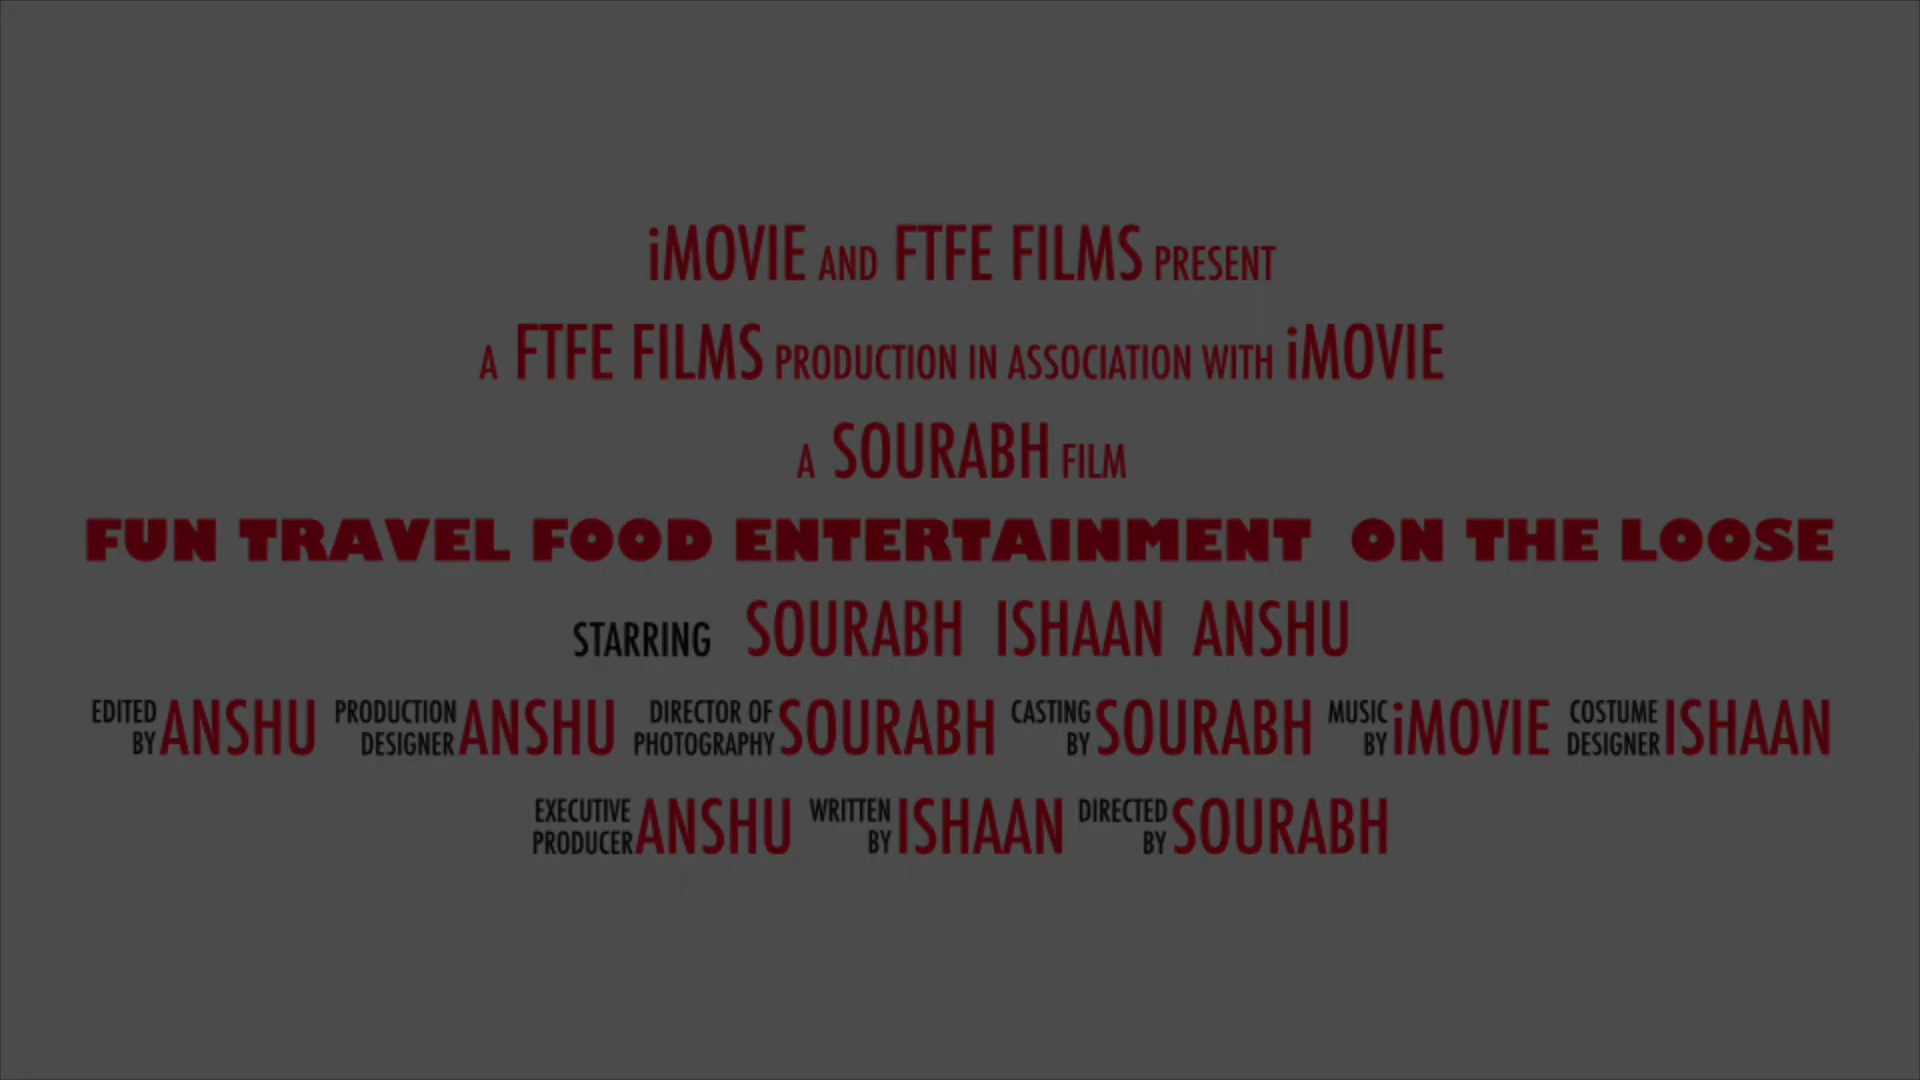 iMOVIE AND FTFE FILMS PRESENT
A FTFE FILMS PRODUCTION IN ASSOCIATION WITH iMOVIE
A SOURABH FILM
FUN TRAVEL FOOD ENTERTAINMENT ON THE LOOSE
STARRING SOURABH ISHAAN ANSHU
EDITED BY ANSHU PRODUCTION DESIGNER ANSHU DIRECTOR OF PHOTOGRAPHY SOURABH CASTING BY SOURABH MUSIC BY iMOVIE COSTUME DESIGNER ISHAAN
EXECUTIVE PRODUCER ANSHU WRITTEN BY ISHAAN DIRECTED BY SOURABH